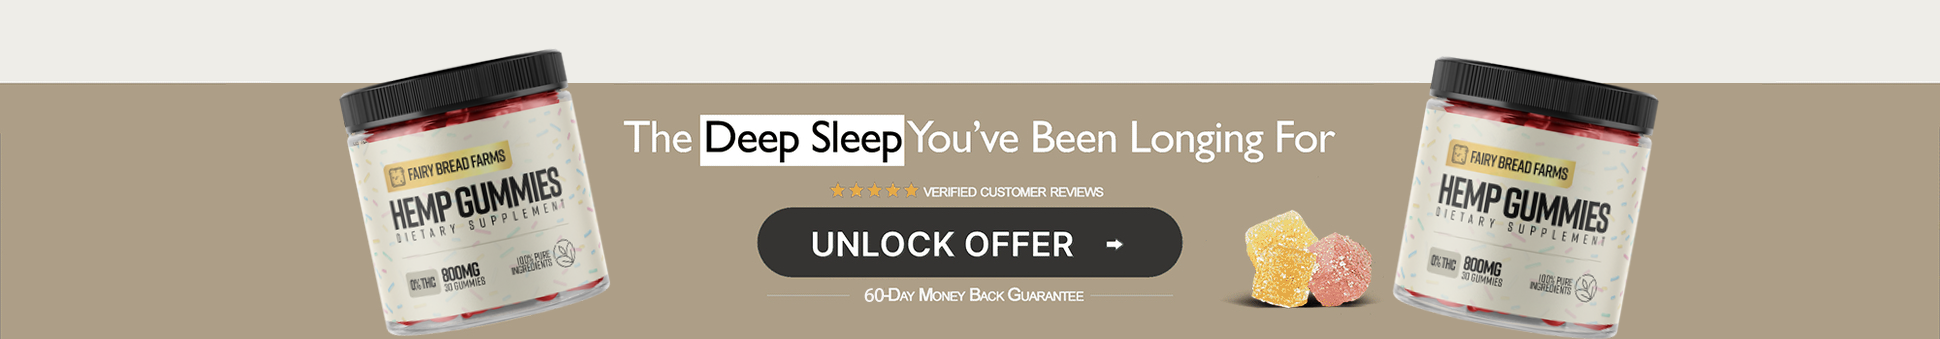 The Deep Sleep You've Been Longing For
VERIFIED CUSTOMER REVIEWS
UNLOCK OFFER
60-Day Money Back Guarantee
FAIRY BREAD FARMS
HEMP GUMMIES
DIETARY SUPPLEMENT
0% THC
800MG
30 GUMMIES
100% PURE
INGREDIENTS
FAIRY BREAD FARMS
HEMP GUMMIES
DIETARY SUPPLEMENT
0% THC
800MG
30 GUMMIES
100% PURE
INGREDIENTS